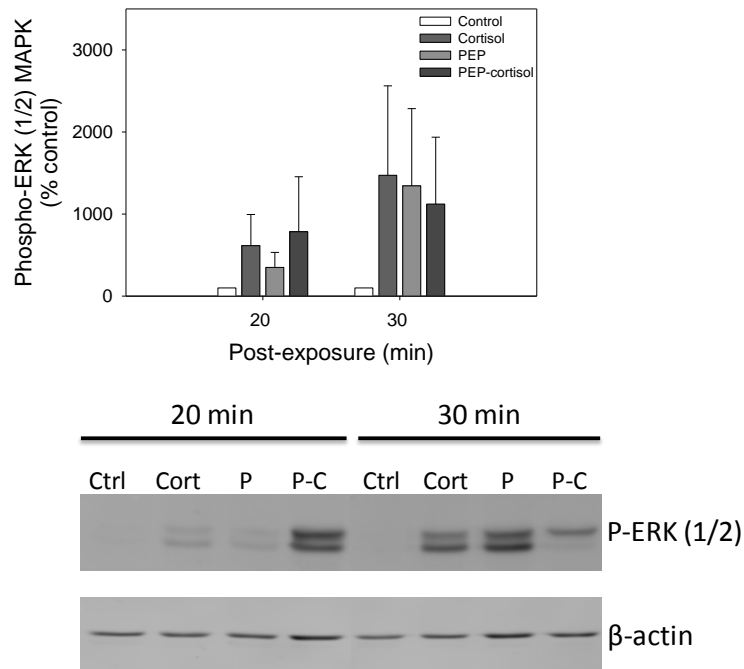 Control
Cortisol
PEP
PEP-cortisol
Phospho-ERK (1/2) MAPK
(% control)
3000
2000
1000
0
20 30
Post-exposure (min)
20 min 30 min
Ctrl Cort P P-C Ctrl Cort P P-C
P-ERK (1/2)
β-actin